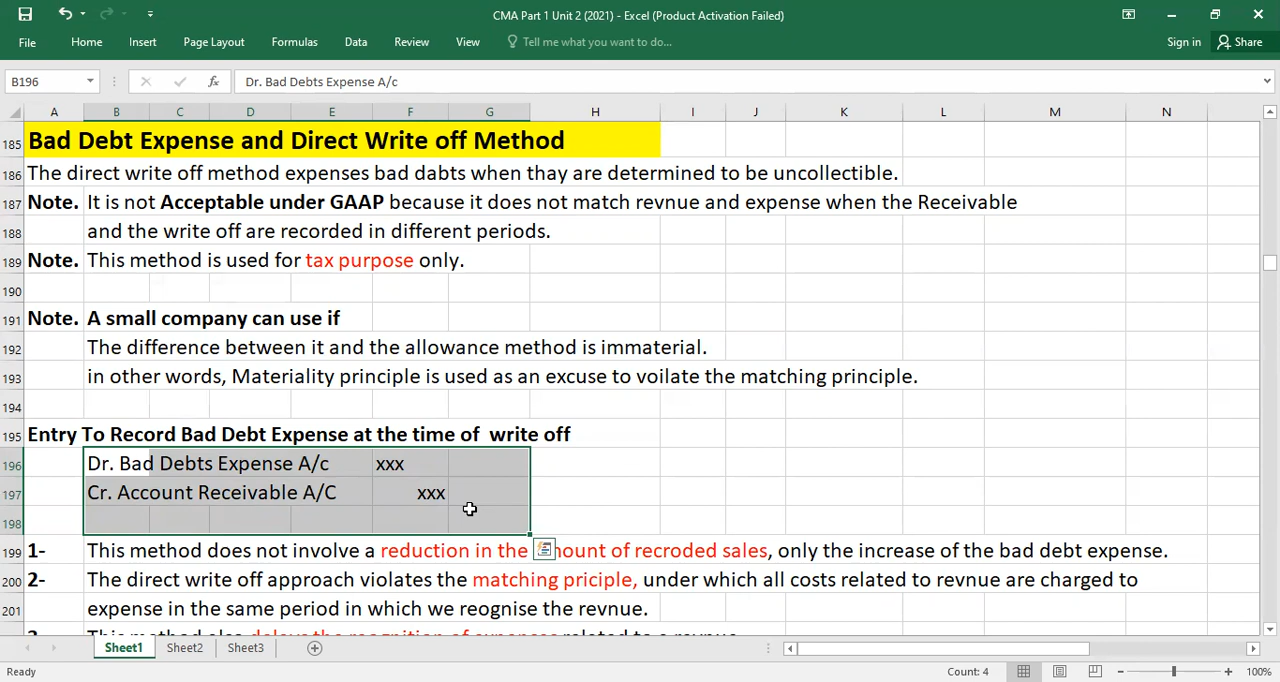 CMA Part 1 Unit 2 (2021) - Excel (Product Activation Failed)
File Home Insert Page Layout Formulas Data Review View Tell me what you want to do... Sign in Share
B196 fx Dr. Bad Debts Expense A/c
A B C D E F G H I J K L M N
185 Bad Debt Expense and Direct Write off Method
186 The direct write off method expenses bad dabts when thay are determined to be uncollectible.
187 Note. It is not Acceptable under GAAP because it does not match revnue and expense when the Receivable
188 and the write off are recorded in different periods.
189 Note. This method is used for tax purpose only.
190
191 Note. A small company can use if
192 The difference between it and the allowance method is immaterial.
193 in other words, Materiality principle is used as an excuse to voilate the matching principle.
194
195 Entry To Record Bad Debt Expense at the time of write off
196 Dr. Bad Debts Expense A/c xxx
197 Cr. Account Receivable A/C xxx
198
199 1- This method does not involve a reduction in the ount of recroded sales, only the increase of the bad debt expense.
200 2- The direct write off approach violates the matching priciple, under which all costs related to revnue are charged to
201 expense in the same period in which we reognise the revnue.
Sheet1 Sheet2 Sheet3
Ready Count: 4 100%